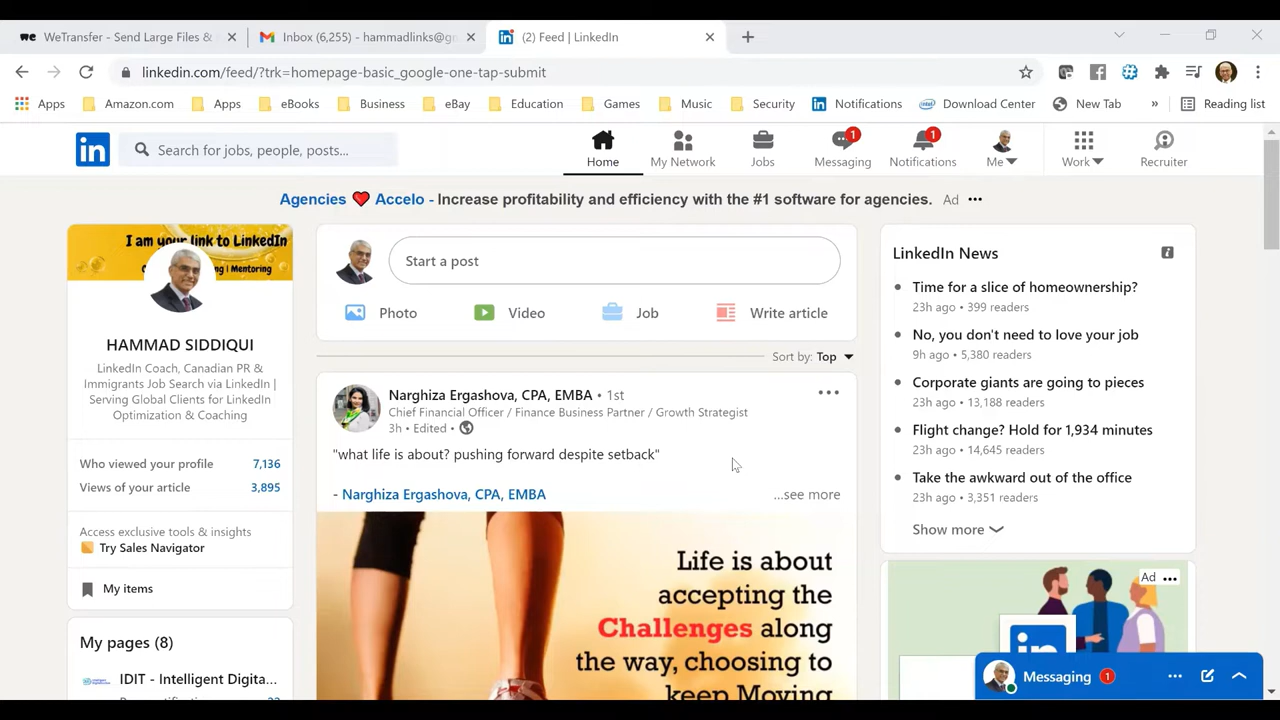 we WeTransfer - Send Large Files &
Inbox (6,255) - hammadlinks@gm
(2) Feed | LinkedIn
linkedin.com/feed/?trk=homepage-basic_google-one-tap-submit
Apps Amazon.com Apps eBooks Business eBay Education Games Music Security Notifications Download Center New Tab » Reading list
in Search for jobs, people, posts...
Home
My Network
Jobs
1 Messaging
1 Notifications
Me
Work
Recruiter
Agencies ❤ Accelo - Increase profitability and efficiency with the #1 software for agencies. Ad •••
I am your link to LinkedIn
| Mentoring
HAMMAD SIDDIQUI
LinkedIn Coach, Canadian PR &
Immigrants Job Search via LinkedIn |
Serving Global Clients for LinkedIn
Optimization & Coaching
Who viewed your profile 7,136
Views of your article 3,895
Access exclusive tools & insights
Try Sales Navigator
My items
My pages (8)
IDIT - Intelligent Digita...
Start a post
Photo Video Job Write article
Sort by: Top
Narghiza Ergashova, CPA, EMBA • 1st
Chief Financial Officer / Finance Business Partner / Growth Strategist
3h • Edited •
"what life is about? pushing forward despite setback"
- Narghiza Ergashova, CPA, EMBA ...see more
Life is about
accepting the
Challenges along
the way, choosing to
keep Moving
LinkedIn News
Time for a slice of homeownership?
23h ago • 399 readers
No, you don't need to love your job
9h ago • 5,380 readers
Corporate giants are going to pieces
23h ago • 13,188 readers
Flight change? Hold for 1,934 minutes
23h ago • 14,645 readers
Take the awkward out of the office
23h ago • 3,351 readers
Show more
Ad •••
in
Messaging 1